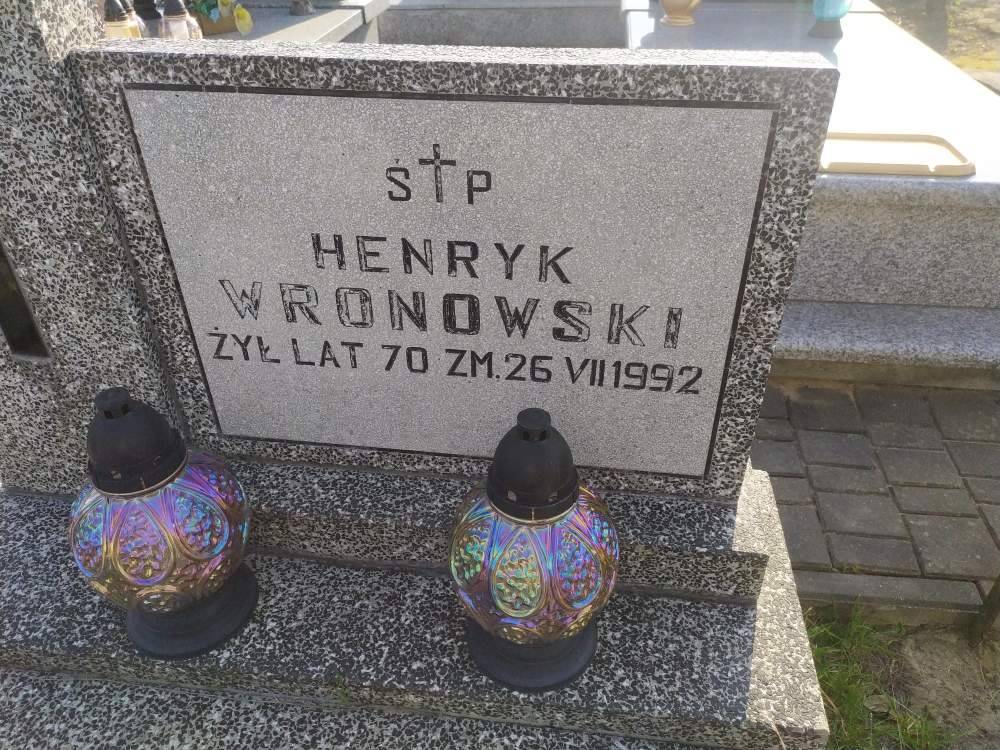 Ś P
HENRYK
WRONOWSKI
ŻYŁ LAT 70 ZM. 26 VII 1992